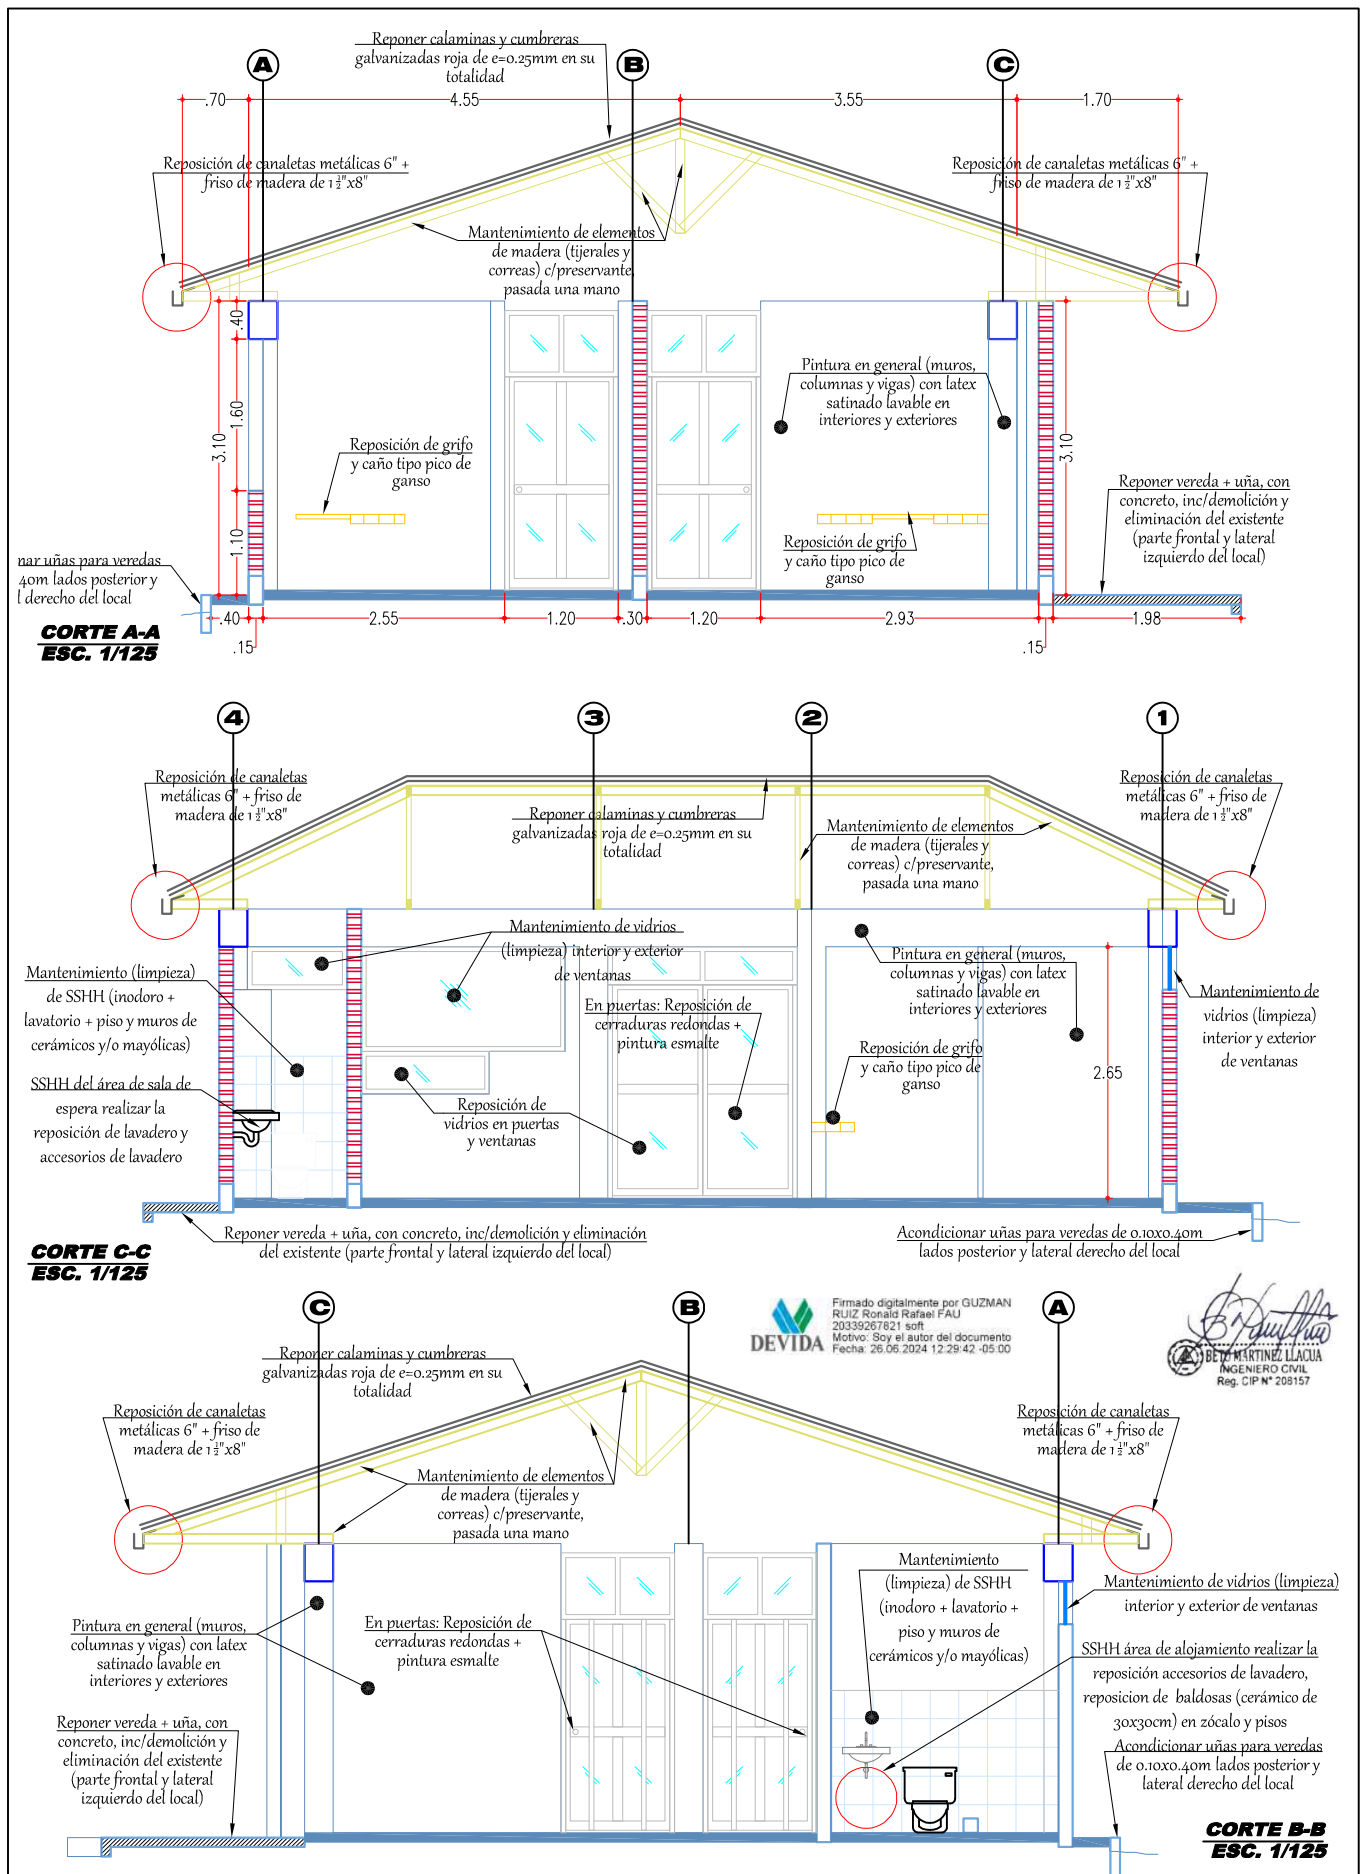 Reponer calaminas y cumbreras
galvanizadas roja de e=0.25mm en su
totalidad
A
B
C
.70
4.55
3.55
1.70
Reposición de canaletas metálicas 6" +
friso de madera de 1 1/2"x8"
Reposición de canaletas metálicas 6" +
friso de madera de 1 1/2"x8"
Mantenimiento de elementos
de madera (tijerales y
correas) c/preservante,
pasada una mano
.40
1.60
3.10
1.10
3.10
Pintura en general (muros,
columnas y vigas) con latex
satinado lavable en
interiores y exteriores
Reposición de grifo
y caño tipo pico de
ganso
Reposición de grifo
y caño tipo pico de
ganso
Reponer vereda + uña, con
concreto, inc/demolición y
eliminación del existente
(parte frontal y lateral
izquierdo del local)
nar uñas para veredas
40m lados posterior y
l derecho del local
.40
2.55
1.20
.30
1.20
2.93
1.98
.15
.15
CORTE A-A
ESC. 1/125
4
3
2
1
Reposición de canaletas
metálicas 6" + friso de
madera de 1 1/2"x8"
Reponer calaminas y cumbreras
galvanizadas roja de e=0.25mm en su
totalidad
Mantenimiento de elementos
de madera (tijerales y
correas) c/preservante,
pasada una mano
Reposición de canaletas
metálicas 6" + friso de
madera de 1 1/2"x8"
Mantenimiento de vidrios
(limpieza) interior y exterior
de ventanas
Pintura en general (muros,
columnas y vigas) con latex
satinado lavable en
interiores y exteriores
Mantenimiento (limpieza)
de SSHH (inodoro +
lavatorio + piso y muros de
cerámicos y/o mayólicas)
En puertas: Reposición de
cerraduras redondas +
pintura esmalte
Mantenimiento de
vidrios (limpieza)
interior y exterior
de ventanas
Reposición de grifo
y caño tipo pico de
ganso
2.65
SSHH del área de sala de
espera realizar la
reposición de lavadero y
accesorios de lavadero
Reposición de
vidrios en puertas
y ventanas
Reponer vereda + uña, con concreto, inc/demolición y eliminación
del existente (parte frontal y lateral izquierdo del local)
Acondicionar uñas para veredas de 0.10x0.40m
lados posterior y lateral derecho del local
CORTE C-C
ESC. 1/125
C
B
A
DEVIDA
Firmado digitalmente por GUZMAN
RUIZ Ronald Rafael FAU
20339267821 soft
Motivo: Soy el autor del documento
Fecha: 26.06.2024 12:29:42 -05:00
BETO MARTINEZ LLACUA
INGENIERO CIVIL
Reg. CIP N° 208157
Reponer calaminas y cumbreras
galvanizadas roja de e=0.25mm en su
totalidad
Reposición de canaletas
metálicas 6" + friso de
madera de 1 1/2"x8"
Reposición de canaletas
metálicas 6" + friso de
madera de 1 1/2"x8"
Mantenimiento de elementos
de madera (tijerales y
correas) c/preservante,
pasada una mano
Mantenimiento
(limpieza) de SSHH
(inodoro + lavatorio +
piso y muros de
cerámicos y/o mayólicas)
Mantenimiento de vidrios (limpieza)
interior y exterior de ventanas
Pintura en general (muros,
columnas y vigas) con latex
satinado lavable en
interiores y exteriores
En puertas: Reposición de
cerraduras redondas +
pintura esmalte
SSHH área de alojamiento realizar la
reposición accesorios de lavadero,
reposicion de baldosas (cerámico de
30x30cm) en zócalo y pisos
Reponer vereda + uña, con
concreto, inc/demolición y
eliminación del existente
(parte frontal y lateral
izquierdo del local)
Acondicionar uñas para veredas
de 0.10x0.40m lados posterior y
lateral derecho del local
CORTE B-B
ESC. 1/125